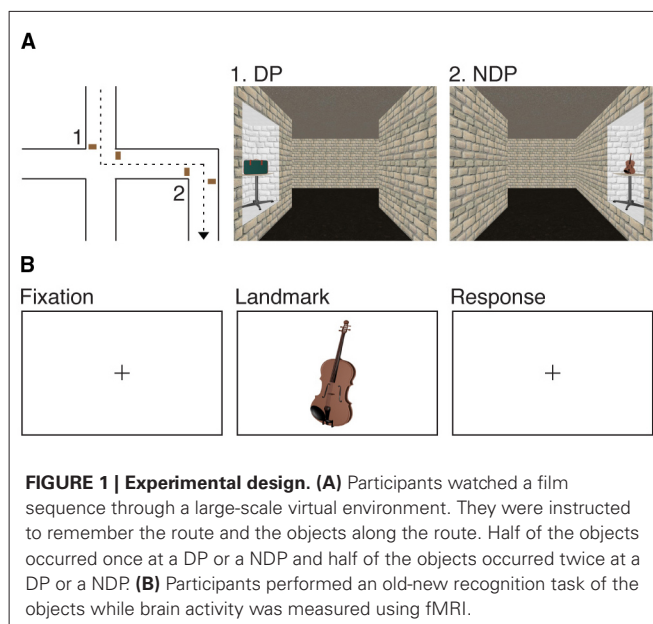 A
1. DP
2. NDP
1
2
B
Fixation
Landmark
Response
FIGURE 1 | Experimental design. (A) Participants watched a film
sequence through a large-scale virtual environment. They were instructed
to remember the route and the objects along the route. Half of the objects
occurred once at a DP or a NDP and half of the objects occurred twice at a
DP or a NDP. (B) Participants performed an old-new recognition task of the
objects while brain activity was measured using fMRI.